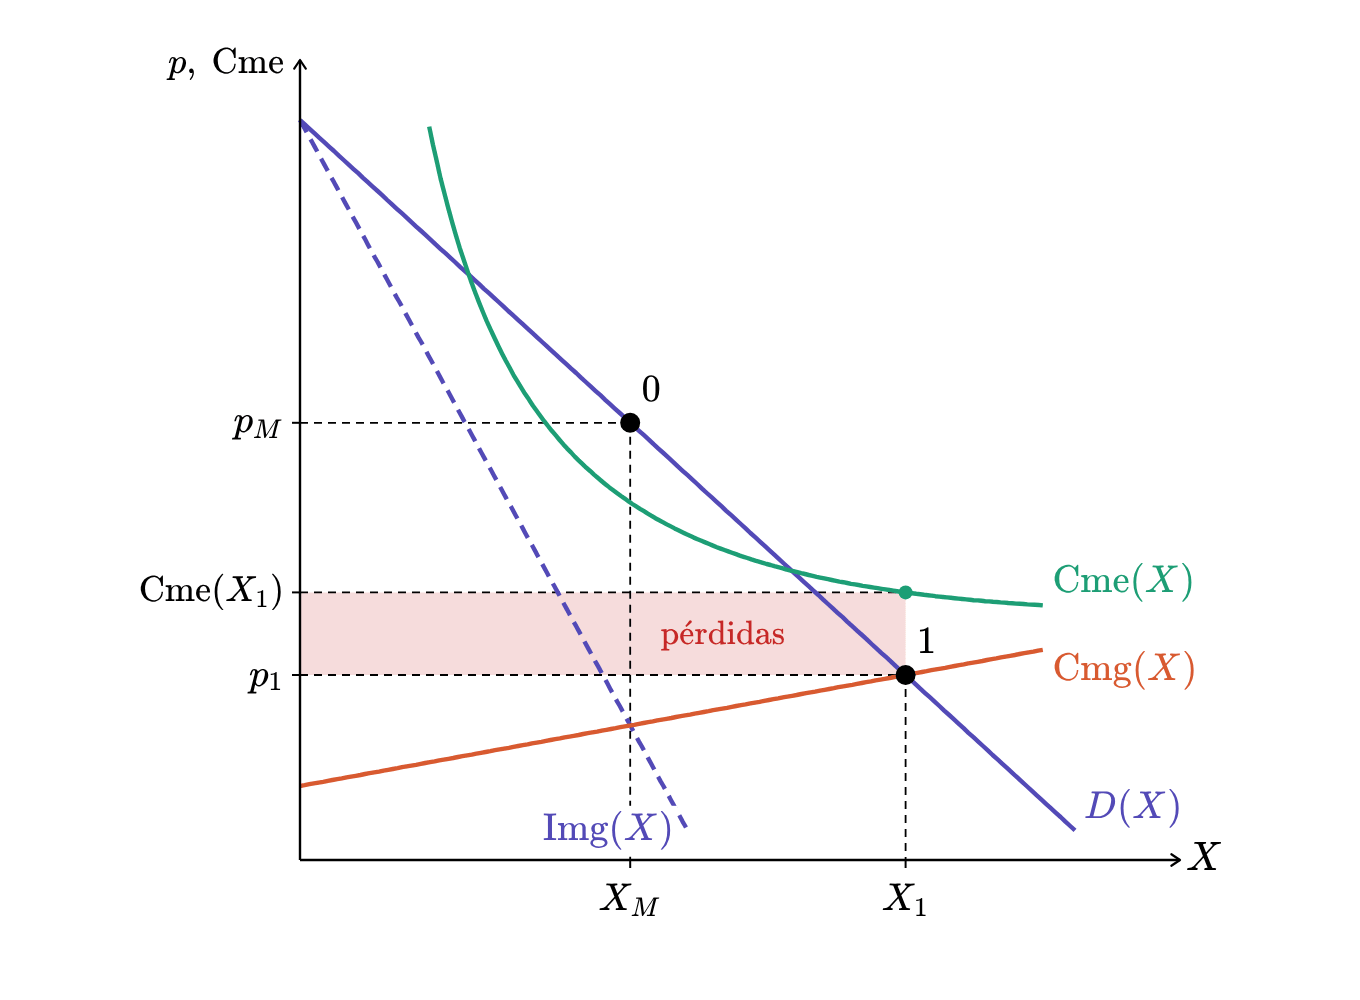 p, Cme
0
p_M
Cme(X_1)
Cme(X)
pérdidas
1
Cmg(X)
p_1
D(X)
Img(X)
X
X_M
X_1